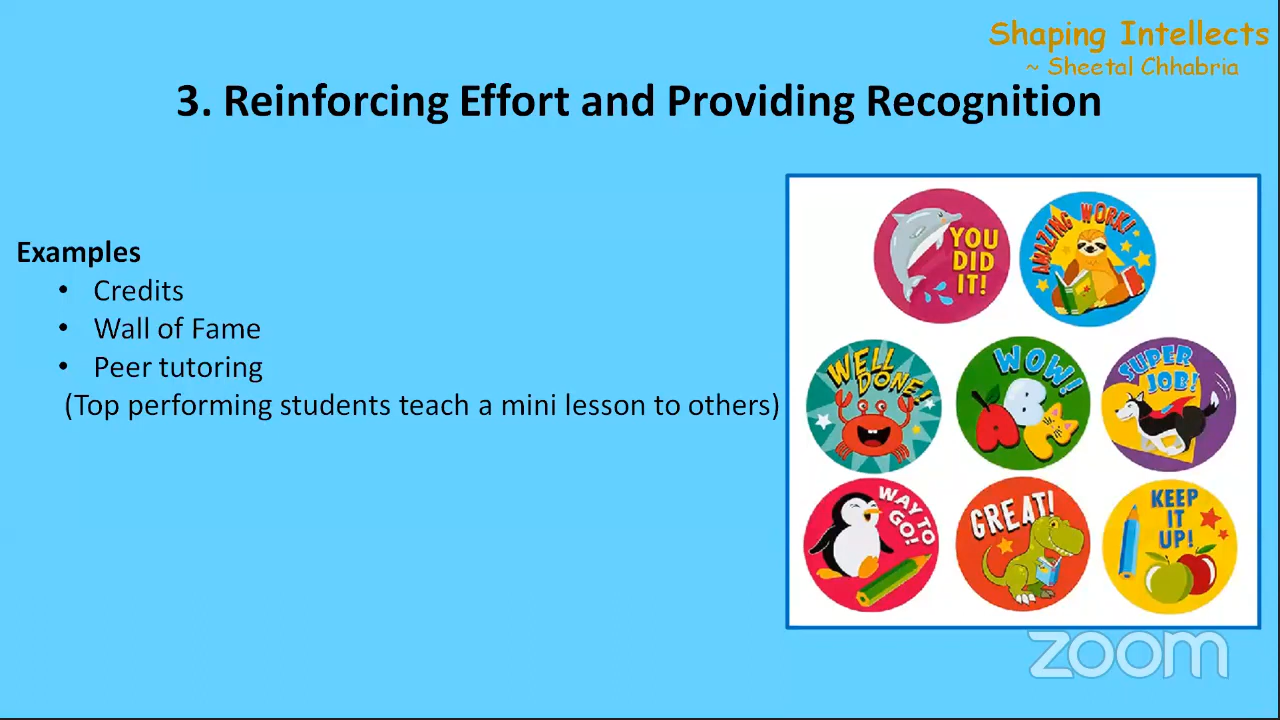 Shaping Intellects
~ Sheetal Chhabria
3. Reinforcing Effort and Providing Recognition
Examples
• Credits
• Wall of Fame
• Peer tutoring
(Top performing students teach a mini lesson to others)
YOU
DID
IT!
AMAZING WORK!
WELL
DONE!
WOW!
A B
SUPER
JOB!
WAY TO
GO!
GREAT!
KEEP
IT
UP!
zoom